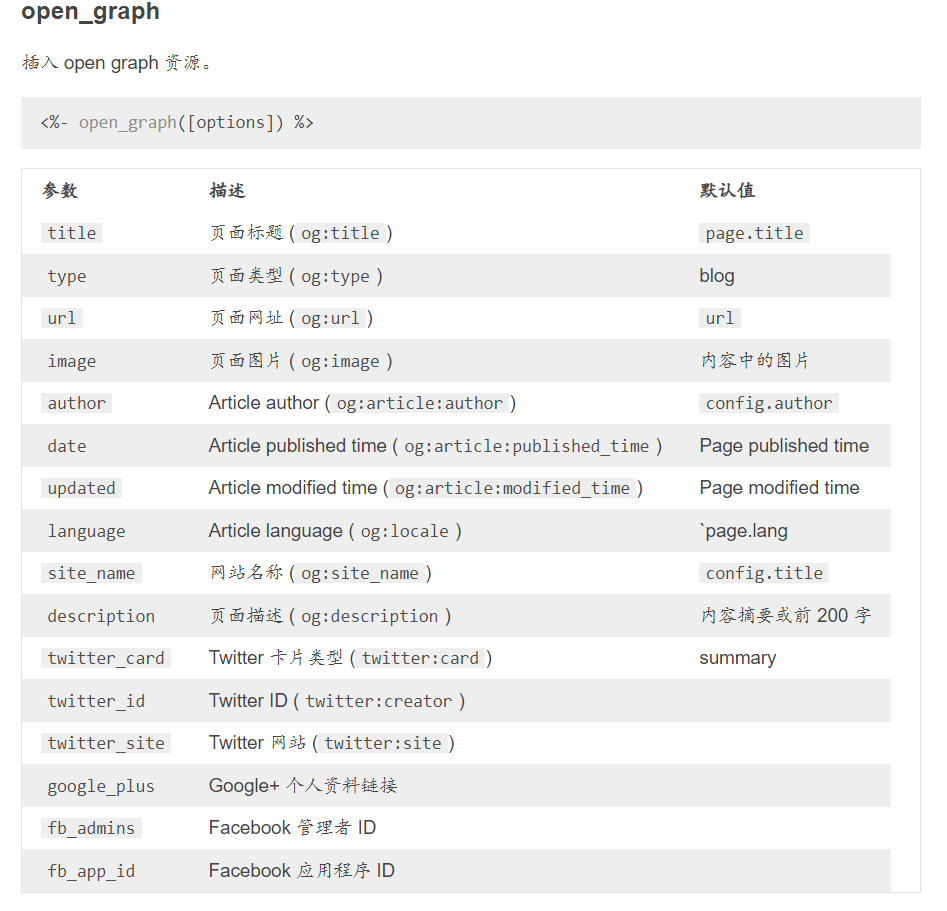 open_graph
插入 open graph 资源。
<%- open_graph([options]) %>
参数 描述 默认值
title 页面标题 ( og:title ) page.title
type 页面类型 ( og:type ) blog
url 页面网址 ( og:url ) url
image 页面图片 ( og:image ) 内容中的图片
author Article author ( og:article:author ) config.author
date Article published time ( og:article:published_time ) Page published time
updated Article modified time ( og:article:modified_time ) Page modified time
language Article language ( og:locale ) `page.lang
site_name 网站名称 ( og:site_name ) config.title
description 页面描述 ( og:description ) 内容摘要或前 200 字
twitter_card Twitter 卡片类型 ( twitter:card ) summary
twitter_id Twitter ID ( twitter:creator )
twitter_site Twitter 网站 ( twitter:site )
google_plus Google+ 个人资料链接
fb_admins Facebook 管理者 ID
fb_app_id Facebook 应用程序 ID